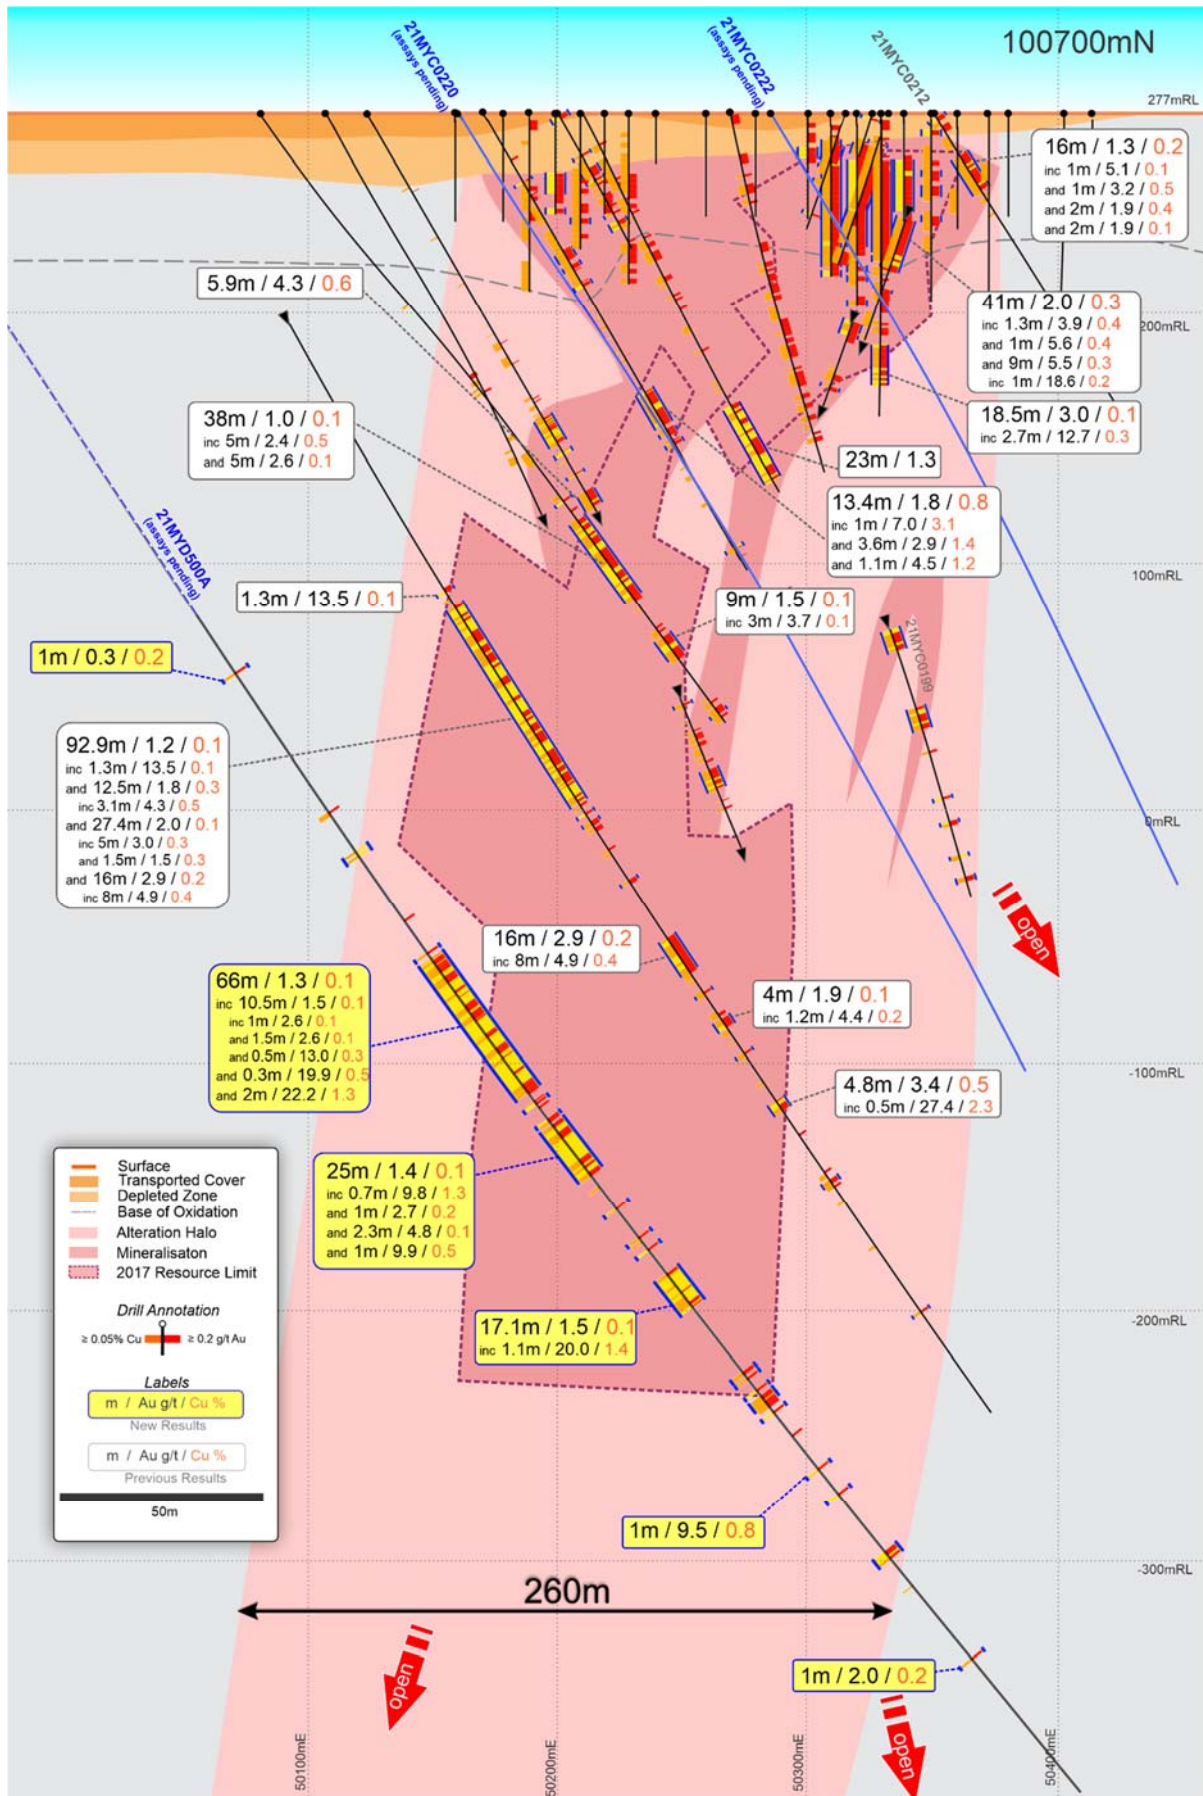 100700mN
21MYC0220
(assays pending)
21MYC0222
(assays pending)
21MYC0212
277mRL
16m / 1.3 / 0.2
inc 1m / 5.1 / 0.1
and 1m / 3.2 / 0.5
and 2m / 1.9 / 0.4
and 2m / 1.9 / 0.1
5.9m / 4.3 / 0.6
41m / 2.0 / 0.3
inc 1.3m / 3.9 / 0.4
and 1m / 5.6 / 0.4
and 9m / 5.5 / 0.3
inc 1m / 18.6 / 0.2
200mRL
38m / 1.0 / 0.1
inc 5m / 2.4 / 0.5
and 5m / 2.6 / 0.1
18.5m / 3.0 / 0.1
inc 2.7m / 12.7 / 0.3
23m / 1.3
13.4m / 1.8 / 0.8
inc 1m / 7.0 / 3.1
and 3.6m / 2.9 / 1.4
and 1.1m / 4.5 / 1.2
21MYD500A
(assays pending)
100mRL
1.3m / 13.5 / 0.1
9m / 1.5 / 0.1
inc 3m / 3.7 / 0.1
21MYC0199
1m / 0.3 / 0.2
92.9m / 1.2 / 0.1
inc 1.3m / 13.5 / 0.1
and 12.5m / 1.8 / 0.3
inc 3.1m / 4.3 / 0.5
and 27.4m / 2.0 / 0.1
inc 5m / 3.0 / 0.3
and 1.5m / 1.5 / 0.3
and 16m / 2.9 / 0.2
inc 8m / 4.9 / 0.4
0mRL
open
16m / 2.9 / 0.2
inc 8m / 4.9 / 0.4
66m / 1.3 / 0.1
inc 10.5m / 1.5 / 0.1
inc 1m / 2.6 / 0.1
and 1.5m / 2.6 / 0.1
and 0.5m / 13.0 / 0.3
and 0.3m / 19.9 / 0.5
and 2m / 22.2 / 1.3
4m / 1.9 / 0.1
inc 1.2m / 4.4 / 0.2
-100mRL
4.8m / 3.4 / 0.5
inc 0.5m / 27.4 / 2.3
25m / 1.4 / 0.1
inc 0.7m / 9.8 / 1.3
and 1m / 2.7 / 0.2
and 2.3m / 4.8 / 0.1
and 1m / 9.9 / 0.5
Surface
Transported Cover
Depleted Zone
Base of Oxidation
Alteration Halo
Mineralisaton
2017 Resource Limit
Drill Annotation
≥ 0.05% Cu
≥ 0.2 g/t Au
Labels
m / Au g/t / Cu %
New Results
m / Au g/t / Cu %
Previous Results
50m
17.1m / 1.5 / 0.1
inc 1.1m / 20.0 / 1.4
-200mRL
1m / 9.5 / 0.8
-300mRL
260m
open
1m / 2.0 / 0.2
open
50100mE
50200mE
50300mE
50400mE